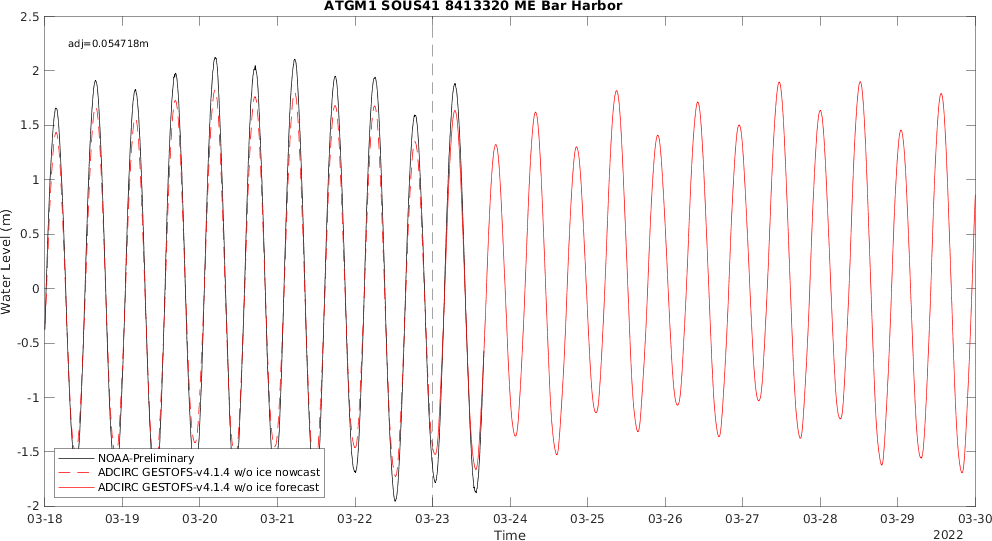 ATGM1 SOUS41 8413320 ME Bar Harbor
adj=0.054718m
Water Level (m)
2.5
2
1.5
1
0.5
0
-0.5
-1
-1.5
-2
NOAA-Preliminary
ADCIRC GESTOFS-v4.1.4 w/o ice nowcast
ADCIRC GESTOFS-v4.1.4 w/o ice forecast
03-18 03-19 03-20 03-21 03-22 03-23 03-24 03-25 03-26 03-27 03-28 03-29 03-30
Time
2022